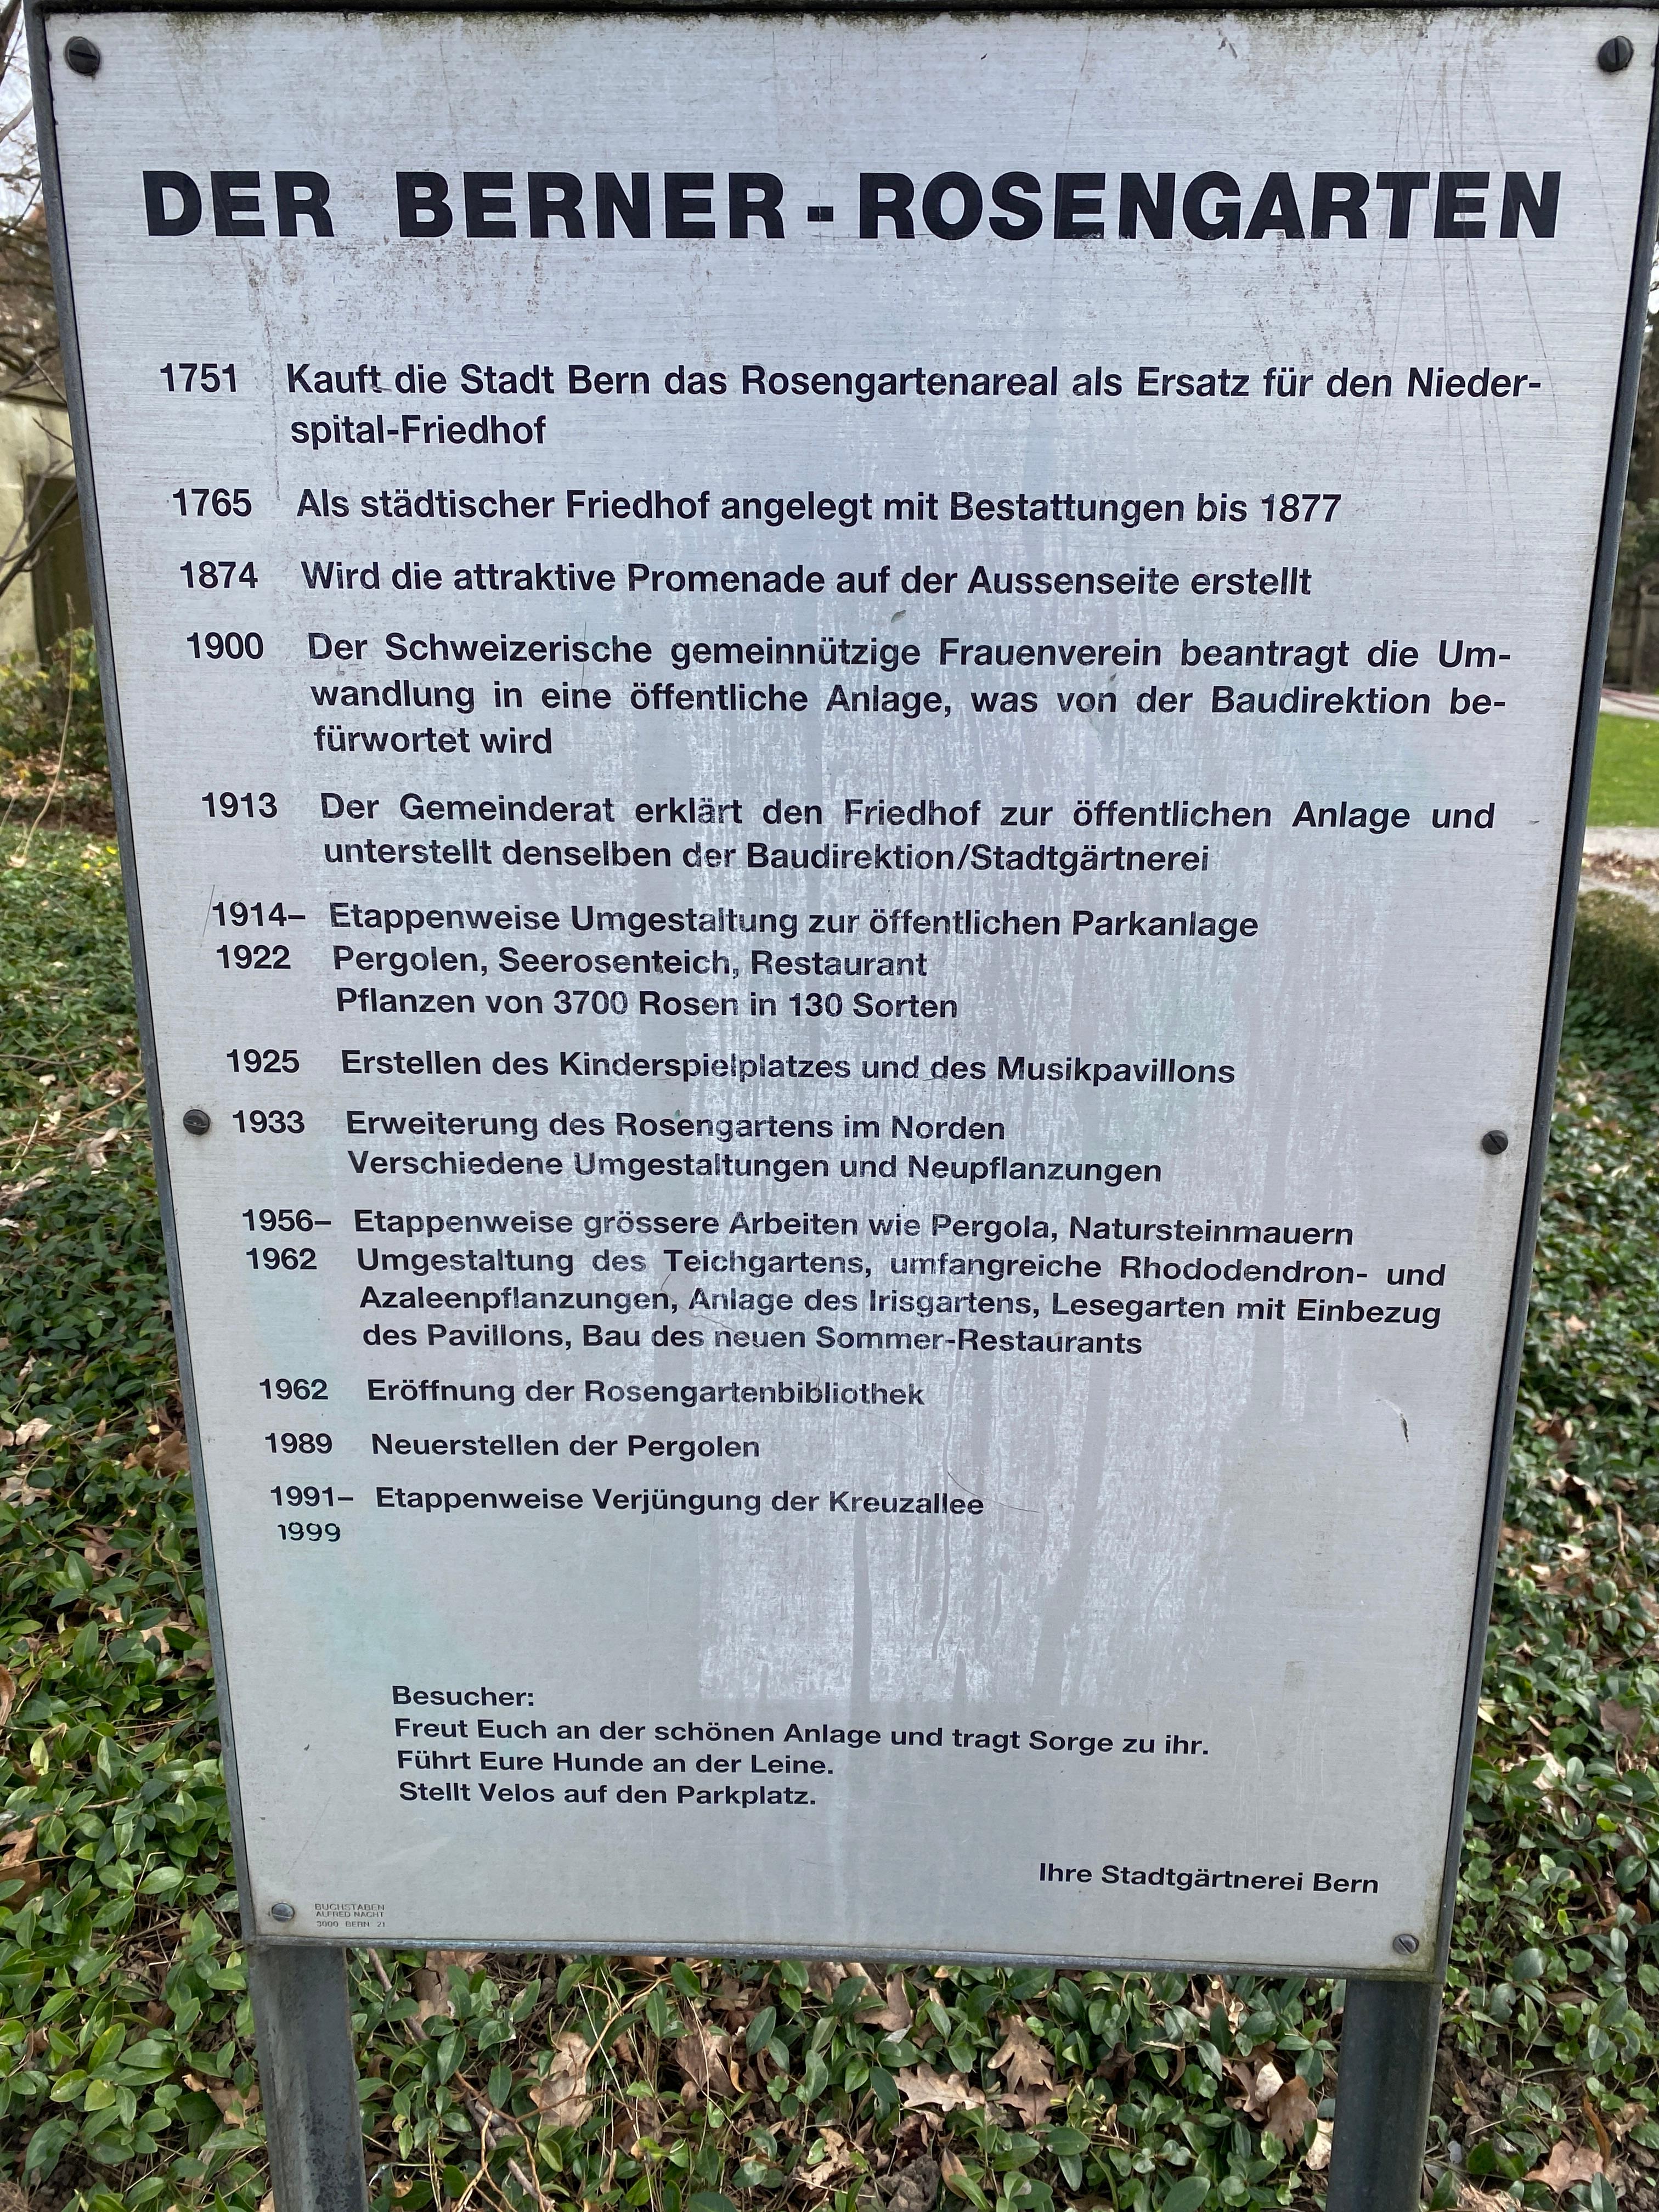 DER BERNER-ROSENGARTEN
1751 Kauft die Stadt Bern das Rosengartenareal als Ersatz für den Nieder-
spital-Friedhof
1765 Als städtischer Friedhof angelegt mit Bestattungen bis 1877
1874 Wird die attraktive Promenade auf der Aussenseite erstellt
1900 Der Schweizerische gemeinnützige Frauenverein beantragt die Um-
wandlung in eine öffentliche Anlage, was von der Baudirektion be-
fürwortet wird
1913 Der Gemeinderat erklärt den Friedhof zur öffentlichen Anlage und
unterstellt denselben der Baudirektion/Stadtgärtnerei
1914– Etappenweise Umgestaltung zur öffentlichen Parkanlage
1922 Pergolen, Seerosenteich, Restaurant
Pflanzen von 3700 Rosen in 130 Sorten
1925 Erstellen des Kinderspielplatzes und des Musikpavillons
1933 Erweiterung des Rosengartens im Norden
Verschiedene Umgestaltungen und Neupflanzungen
1956– Etappenweise grössere Arbeiten wie Pergola, Natursteinmauern
1962 Umgestaltung des Teichgartens, umfangreiche Rhododendron- und
Azaleenpflanzungen, Anlage des Irisgartens, Lesegarten mit Einbezug
des Pavillons, Bau des neuen Sommer-Restaurants
1962 Eröffnung der Rosengartenbibliothek
1989 Neuerstellen der Pergolen
1991– Etappenweise Verjüngung der Kreuzallee
1999
Besucher:
Freut Euch an der schönen Anlage und tragt Sorge zu ihr.
Führt Eure Hunde an der Leine.
Stellt Velos auf den Parkplatz.
Ihre Stadtgärtnerei Bern
BUCHSTABEN
ALFRED NACHT
3000 BERN 21